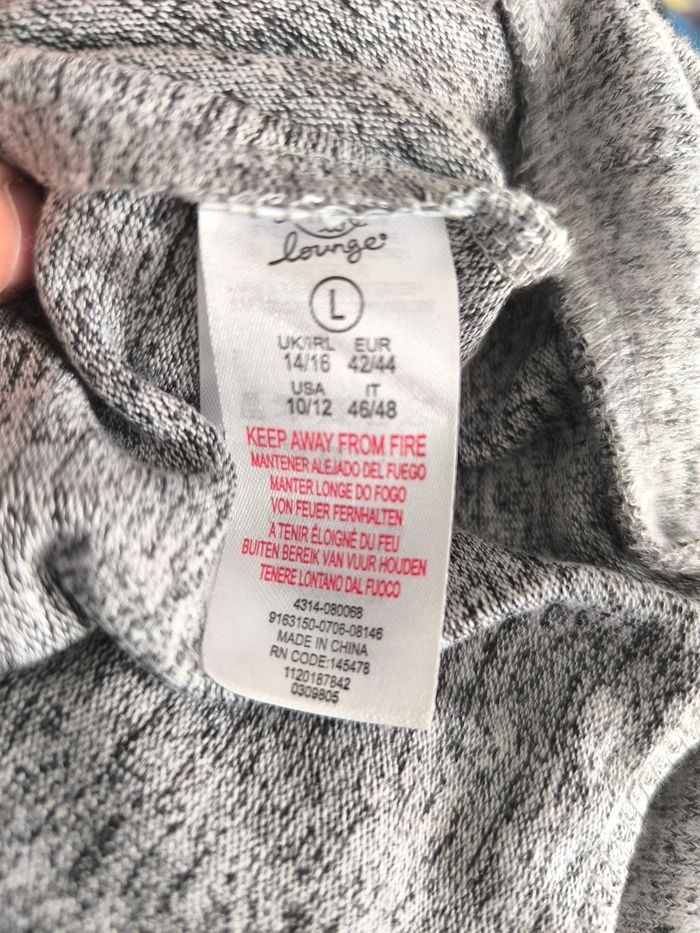 lounge
L
UK/IRL EUR
14/16 42/44
USA IT
10/12 46/48
KEEP AWAY FROM FIRE
MANTENER ALEJADO DEL FUEGO
MANTER LONGE DO FOGO
VON FEUER FERNHALTEN
À TENIR ÉLOIGNÉ DU FEU
BUITEN BEREIK VAN VUUR HOUDEN
TENERE LONTANO DAL FUOCO
4314-080068
9163150-0706-08146
MADE IN CHINA
RN CODE:145478
1120187842
0309805